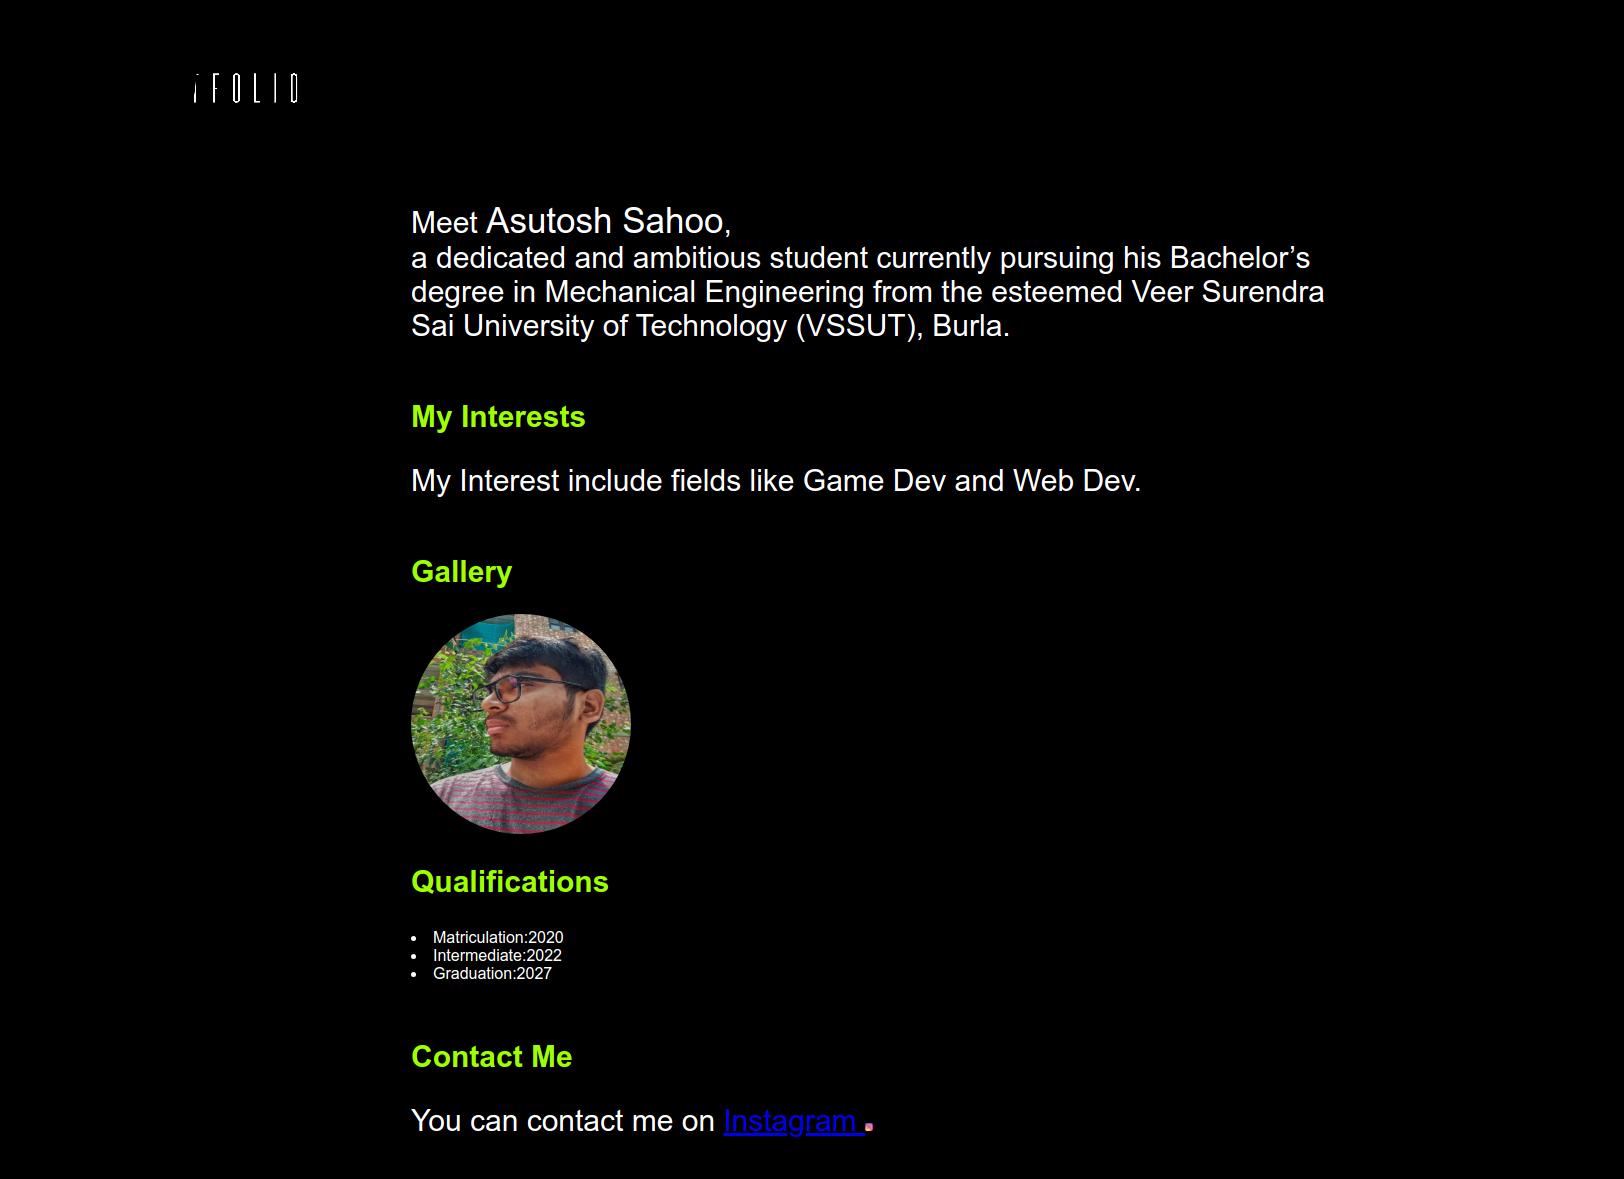 FOLIO
Meet Asutosh Sahoo,
a dedicated and ambitious student currently pursuing his Bachelor’s
degree in Mechanical Engineering from the esteemed Veer Surendra
Sai University of Technology (VSSUT), Burla.
My Interests
My Interest include fields like Game Dev and Web Dev.
Gallery
Qualifications
• Matriculation:2020
• Intermediate:2022
• Graduation:2027
Contact Me
You can contact me on Instagram